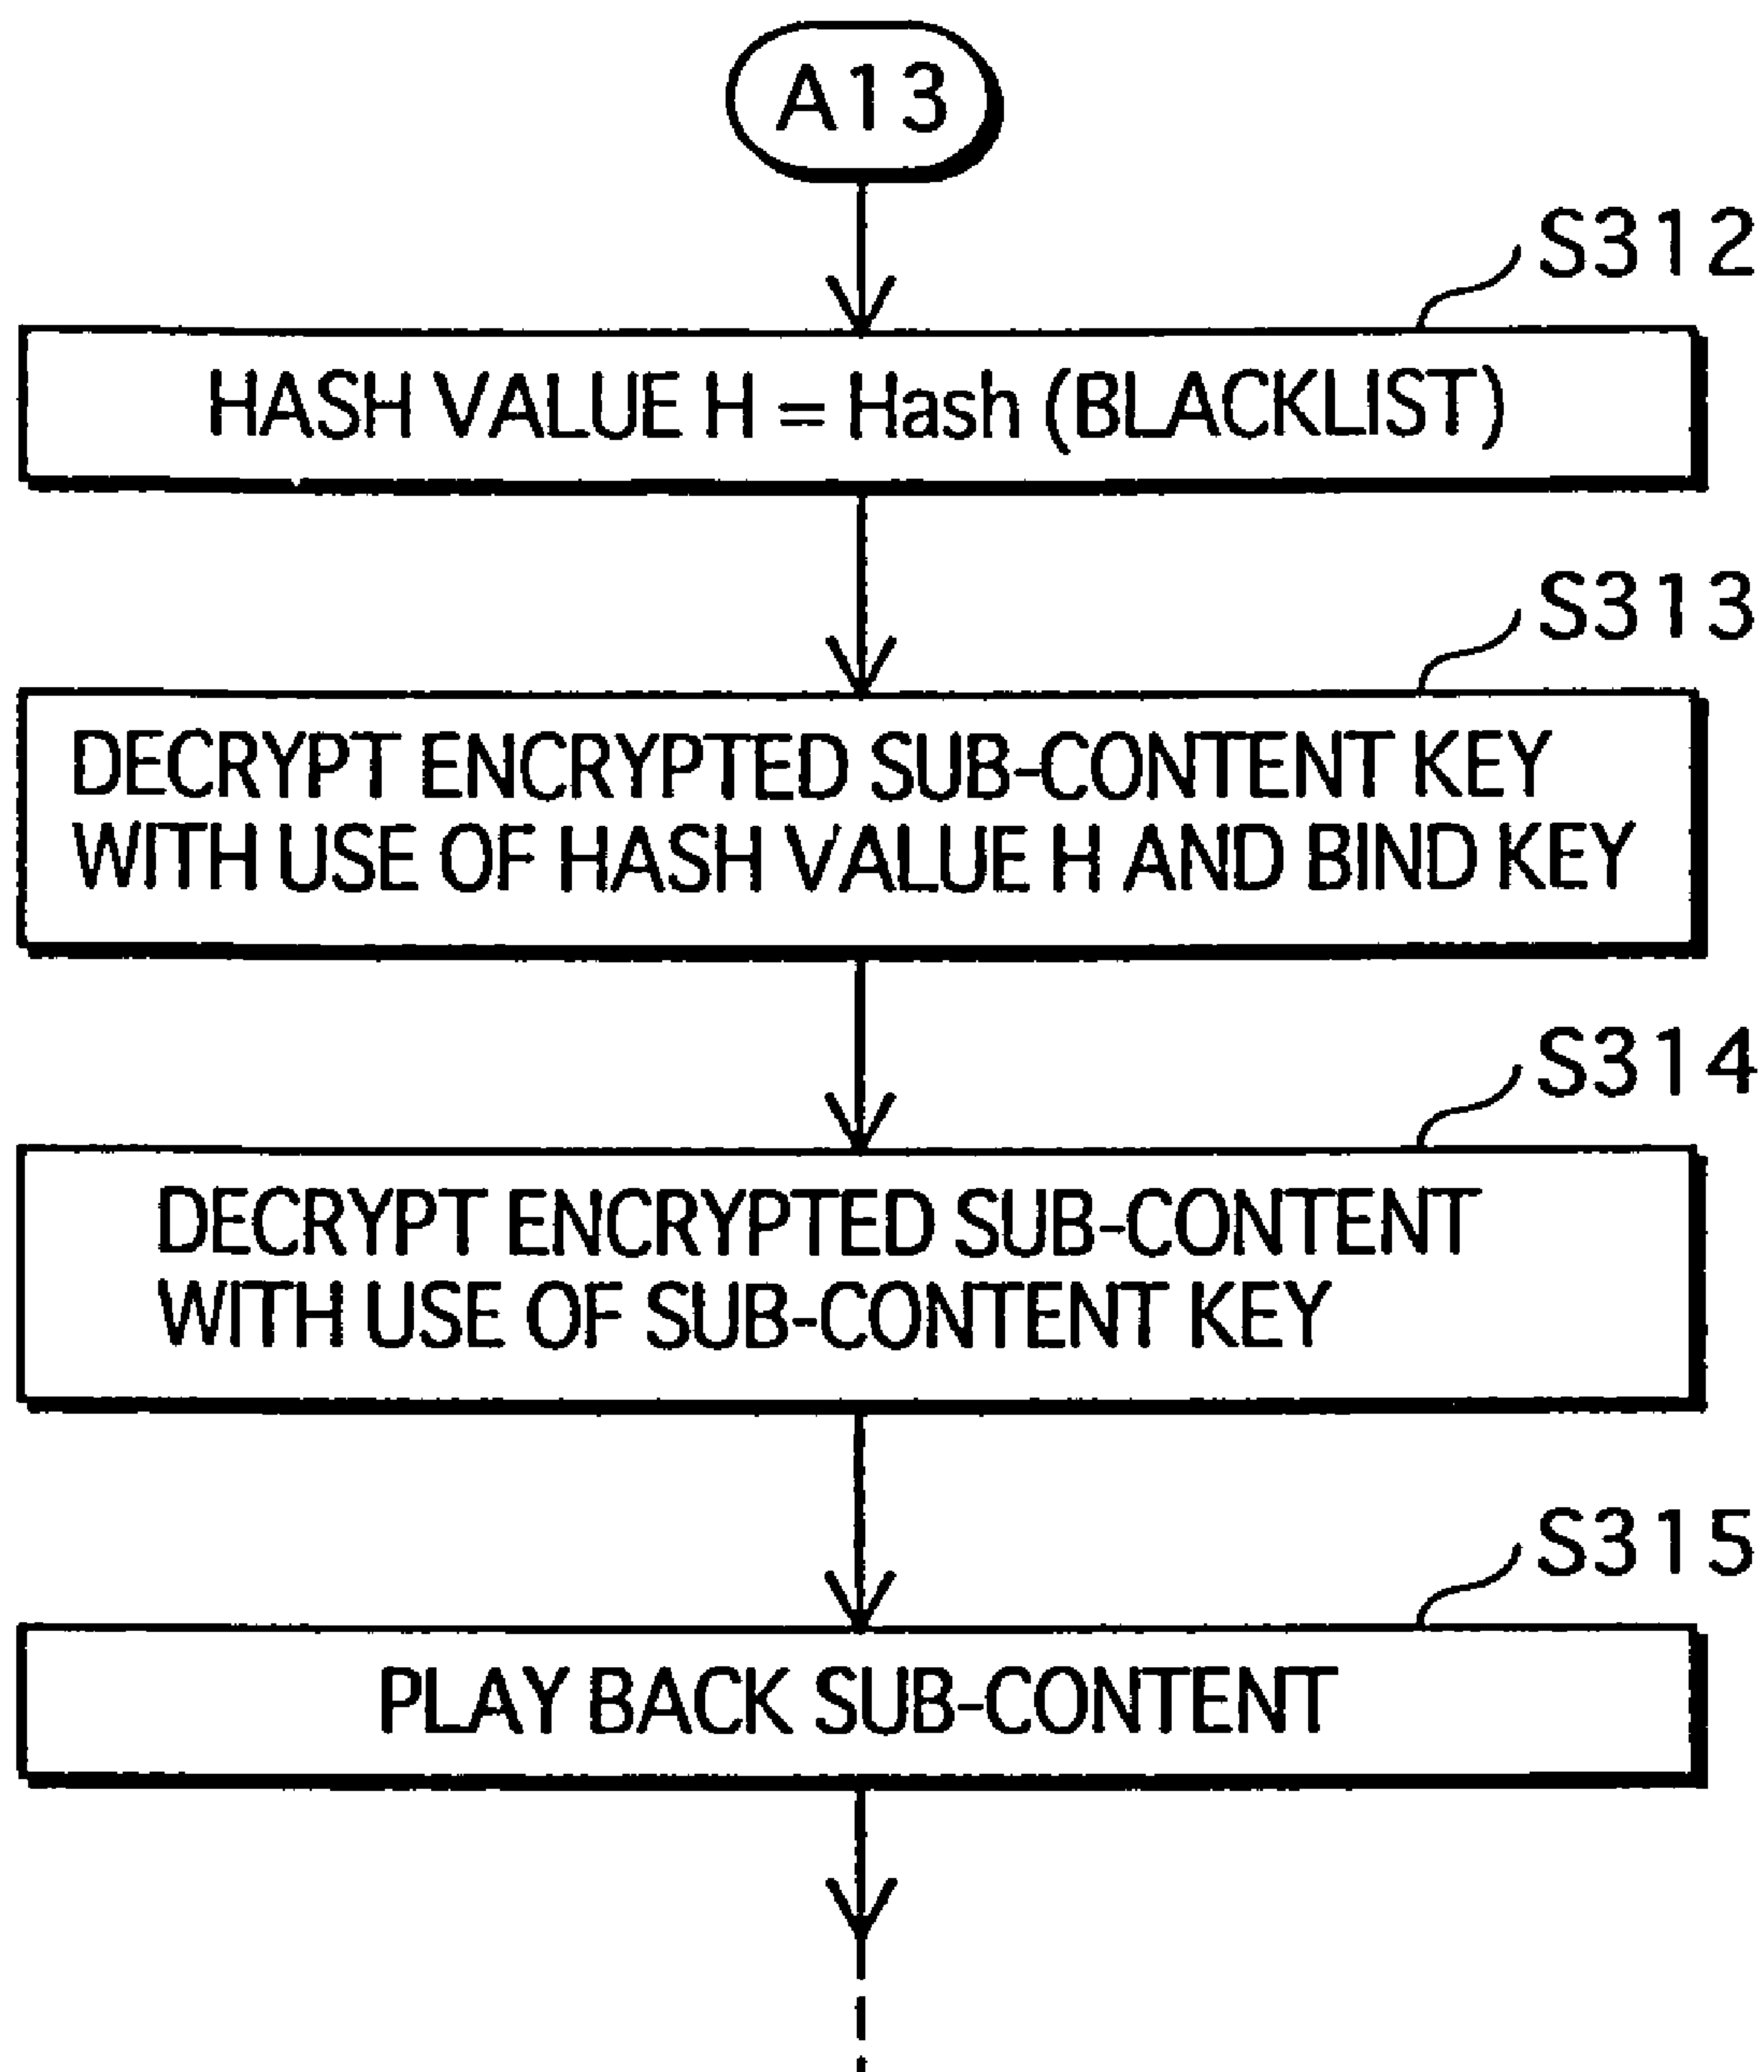 A13
S312
HASH VALUE H = Hash (BLACKLIST)
S313
DECRYPT ENCRYPTED SUB-CONTENT KEY
WITH USE OF HASH VALUE H AND BIND KEY
S314
DECRYPT ENCRYPTED SUB-CONTENT
WITH USE OF SUB-CONTENT KEY
S315
PLAY BACK SUB-CONTENT